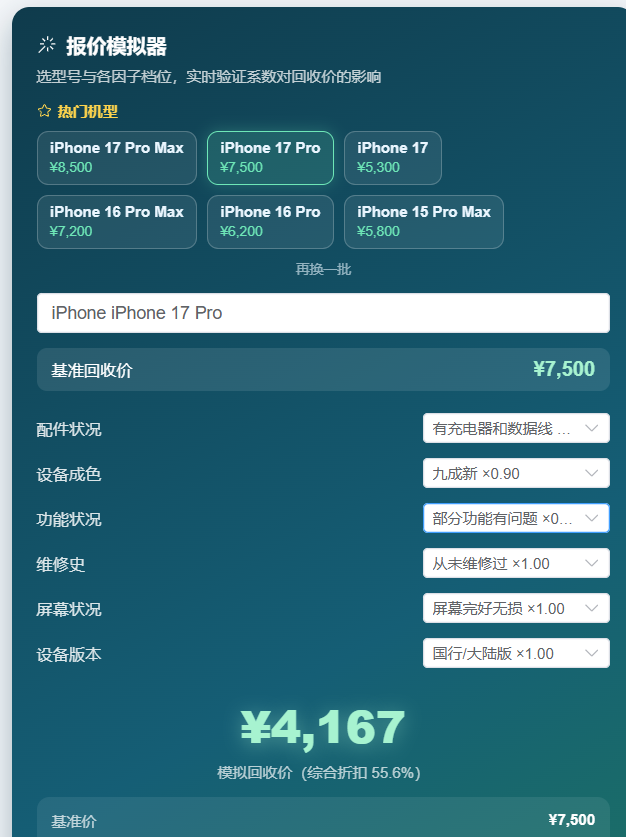 报价模拟器
选型号与各因子档位，实时验证系数对回收价的影响
热门机型
iPhone 17 Pro Max
¥8,500
iPhone 17 Pro
¥7,500
iPhone 17
¥5,300
iPhone 16 Pro Max
¥7,200
iPhone 16 Pro
¥6,200
iPhone 15 Pro Max
¥5,800
再换一批
iPhone iPhone 17 Pro
基准回收价 ¥7,500
配件状况 有充电器和数据线 ...
设备成色 九成新 ×0.90
功能状况 部分功能有问题 ×0...
维修史 从未维修过 ×1.00
屏幕状况 屏幕完好无损 ×1.00
设备版本 国行/大陆版 ×1.00
¥4,167
模拟回收价（综合折扣 55.6%）
基准价 ¥7,500